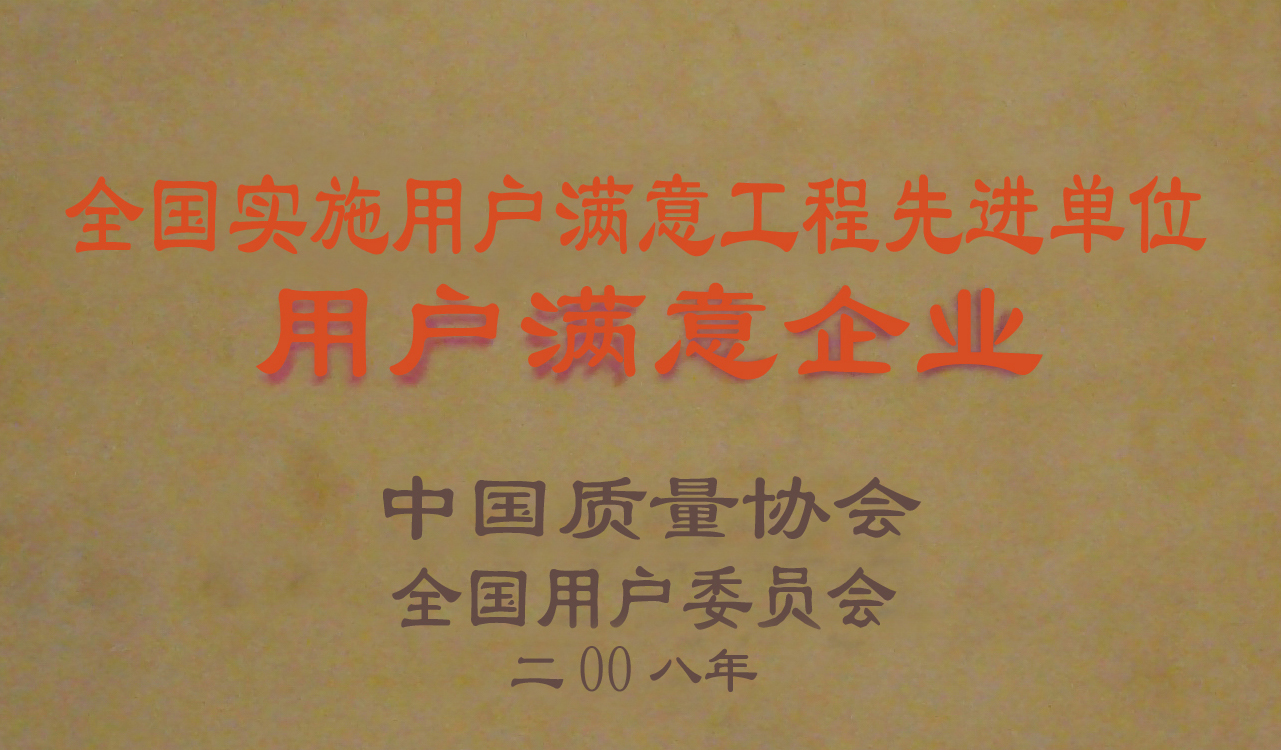 全国实施用户满意工程先进单位
用户满意企业
中国质量协会
全国用户委员会
二00八年